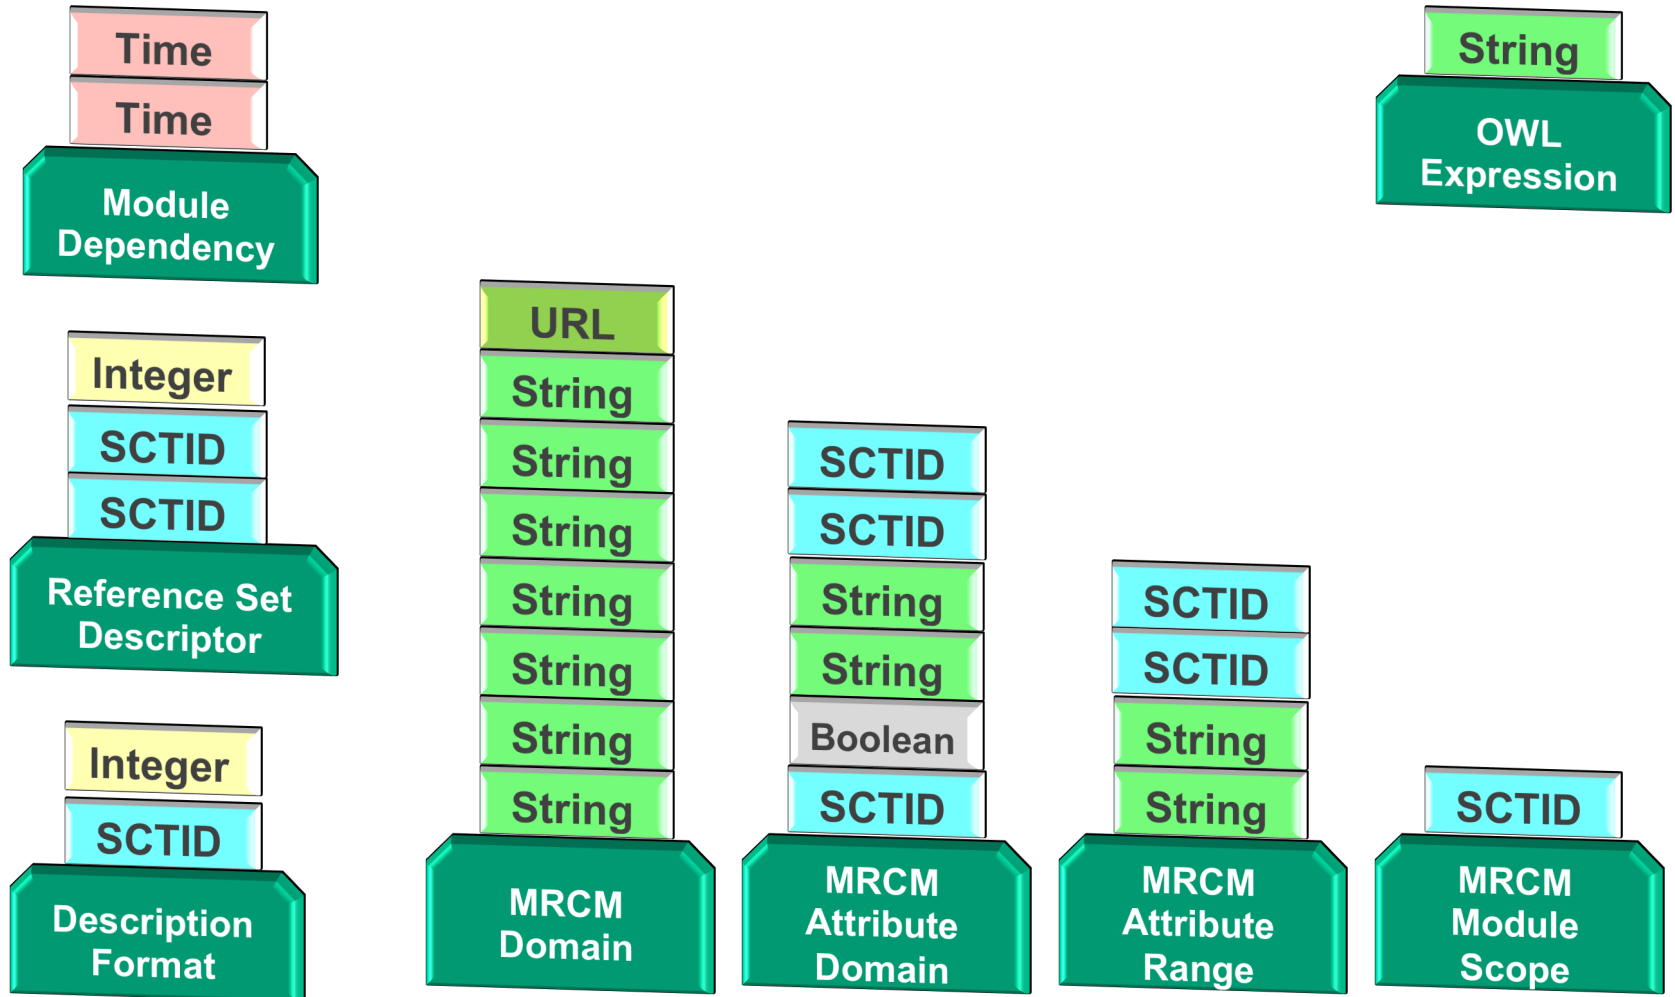 Time
Time
Module
Dependency
String
OWL
Expression
Integer
SCTID
SCTID
Reference Set
Descriptor
Integer
SCTID
Description
Format
URL
String
String
String
String
String
String
String
MRCM
Domain
SCTID
SCTID
String
String
Boolean
SCTID
MRCM
Attribute
Domain
SCTID
SCTID
String
String
MRCM
Attribute
Range
SCTID
MRCM
Module
Scope